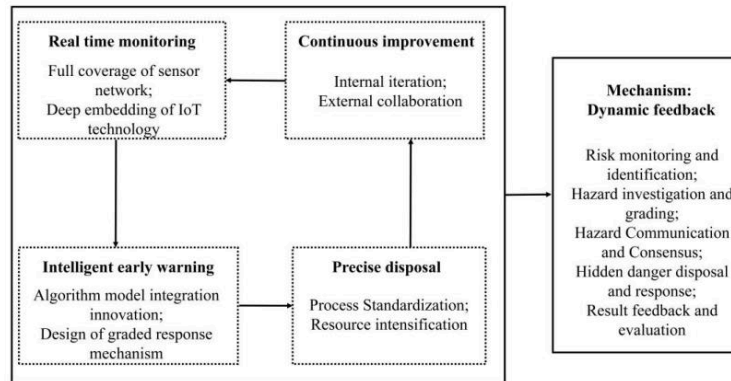 Real time monitoring
Full coverage of sensor
network;
Deep embedding of IoT
technology
Continuous improvement
Internal iteration;
External collaboration
Intelligent early warning
Algorithm model integration
innovation;
Design of graded response
mechanism
Precise disposal
Process Standardization;
Resource intensification
Mechanism:
Dynamic feedback
Risk monitoring and
identification;
Hazard investigation and
grading;
Hazard Communication
and Consensus;
Hidden danger disposal
and response;
Result feedback and
evaluation